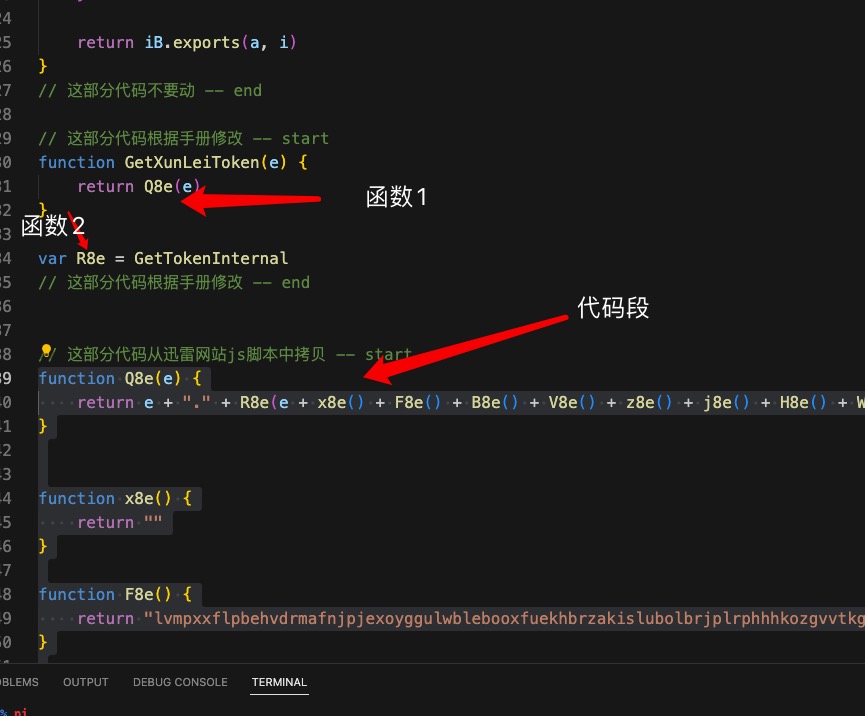 24
25 return iB.exports(a, i)
26 }
27 // 这部分代码不要动 -- end
28
29 // 这部分代码根据手册修改 -- start
30 function GetXunLeiToken(e) {
31 return Q8e(e)
函数1
32 }
函数2
33
34 var R8e = GetTokenInternal
35 // 这部分代码根据手册修改 -- end
36
代码段
37
38 // 这部分代码从迅雷网站js脚本中拷贝 -- start
39 function Q8e(e) {
40 return e + "." + R8e(e + x8e() + F8e() + B8e() + V8e() + z8e() + j8e() + H8e() + W
41 }
42
43
44 function x8e() {
45 return ""
46 }
47
48 function F8e() {
49 return "lvmpxxflpbehvdrmafnjpjexoyggulwblebooxfuekhbrzakislubolbrjplrphhhkozgvvtkg
50 }
OBLEMS OUTPUT DEBUG CONSOLE TERMINAL
% pi